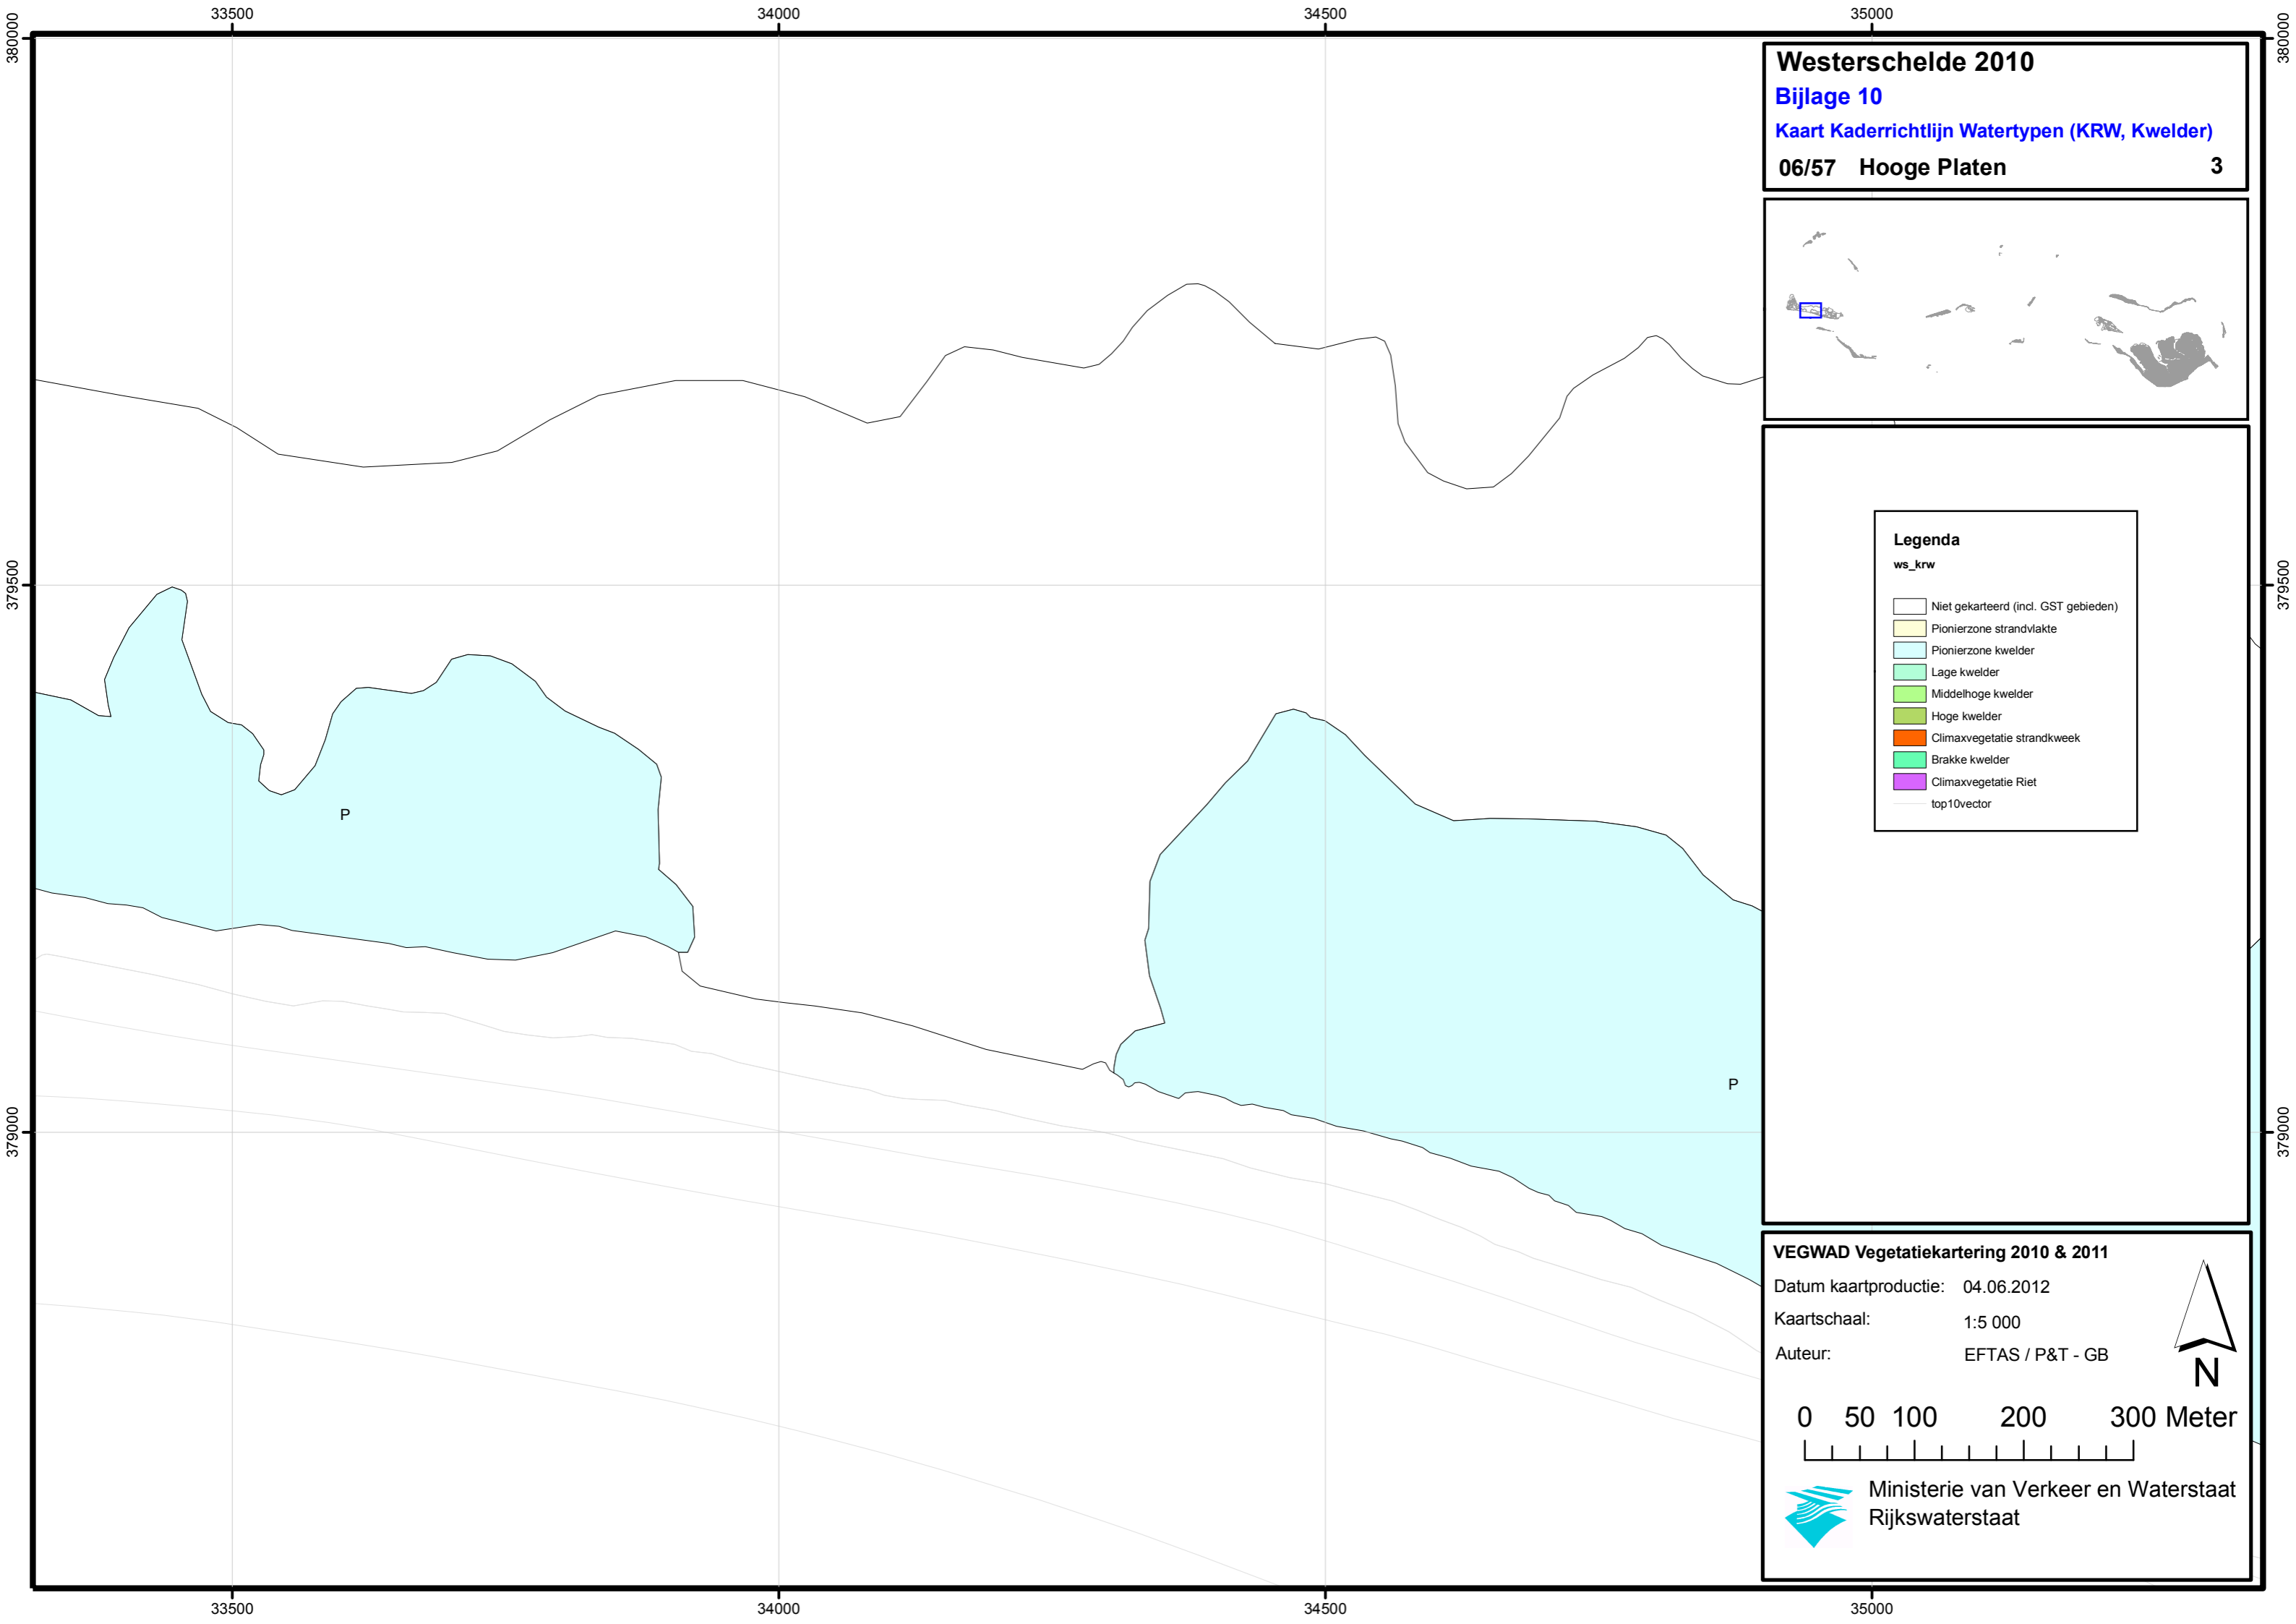 33500 34000 34500 35000
380000 380000
Westerschelde 2010
Bijlage 10
Kaart Kaderrichtlijn Watertypen (KRW, Kwelder)
06/57 Hooge Platen 3
379500 379500
Legenda
ws_krw
Niet gekarteerd (incl. GST gebieden)
Pionierzone strandvlakte
Pionierzone kwelder
Lage kwelder
Middelhoge kwelder
Hoge kwelder
Climaxvegetatie strandkweek
Brakke kwelder
Climaxvegetatie Riet
top10vector
P
P
379000 379000
VEGWAD Vegetatiekartering 2010 & 2011
Datum kaartproductie: 04.06.2012
Kaartschaal: 1:5 000
Auteur: EFTAS / P&T - GB
N
0 50 100 200 300 Meter
Ministerie van Verkeer en Waterstaat
Rijkswaterstaat
33500 34000 34500 35000